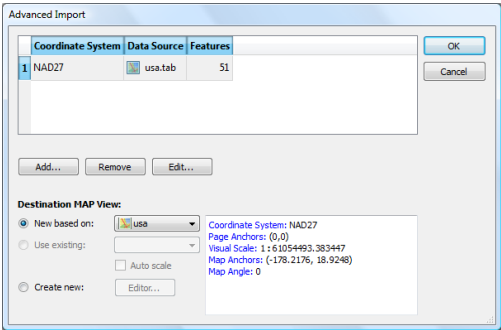 Advanced Import
Coordinate System Data Source Features
1 NAD27 usa.tab 51
OK
Cancel
Add... Remove Edit...
Destination MAP View:
New based on: usa
Use existing:
Auto scale
Create new: Editor...
Coordinate System: NAD27
Page Anchors: (0,0)
Visual Scale: 1:61054493.383447
Map Anchors: (-178.2176, 18.9248)
Map Angle: 0